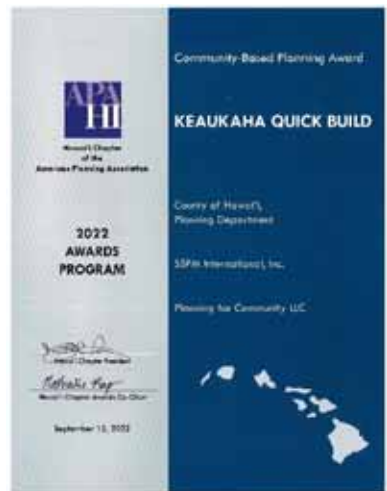 APA
HI
Hawai'i Chapter
of the
American Planning Association
2022
AWARDS
PROGRAM
Hawai'i Chapter President
Hawai'i Chapter Awards Co-Chair
September 15, 2022
Community-Based Planning Award
KEAUKAHA QUICK BUILD
County of Hawai'i,
Planning Department
SSFM International, Inc.
Planning for Community LLC